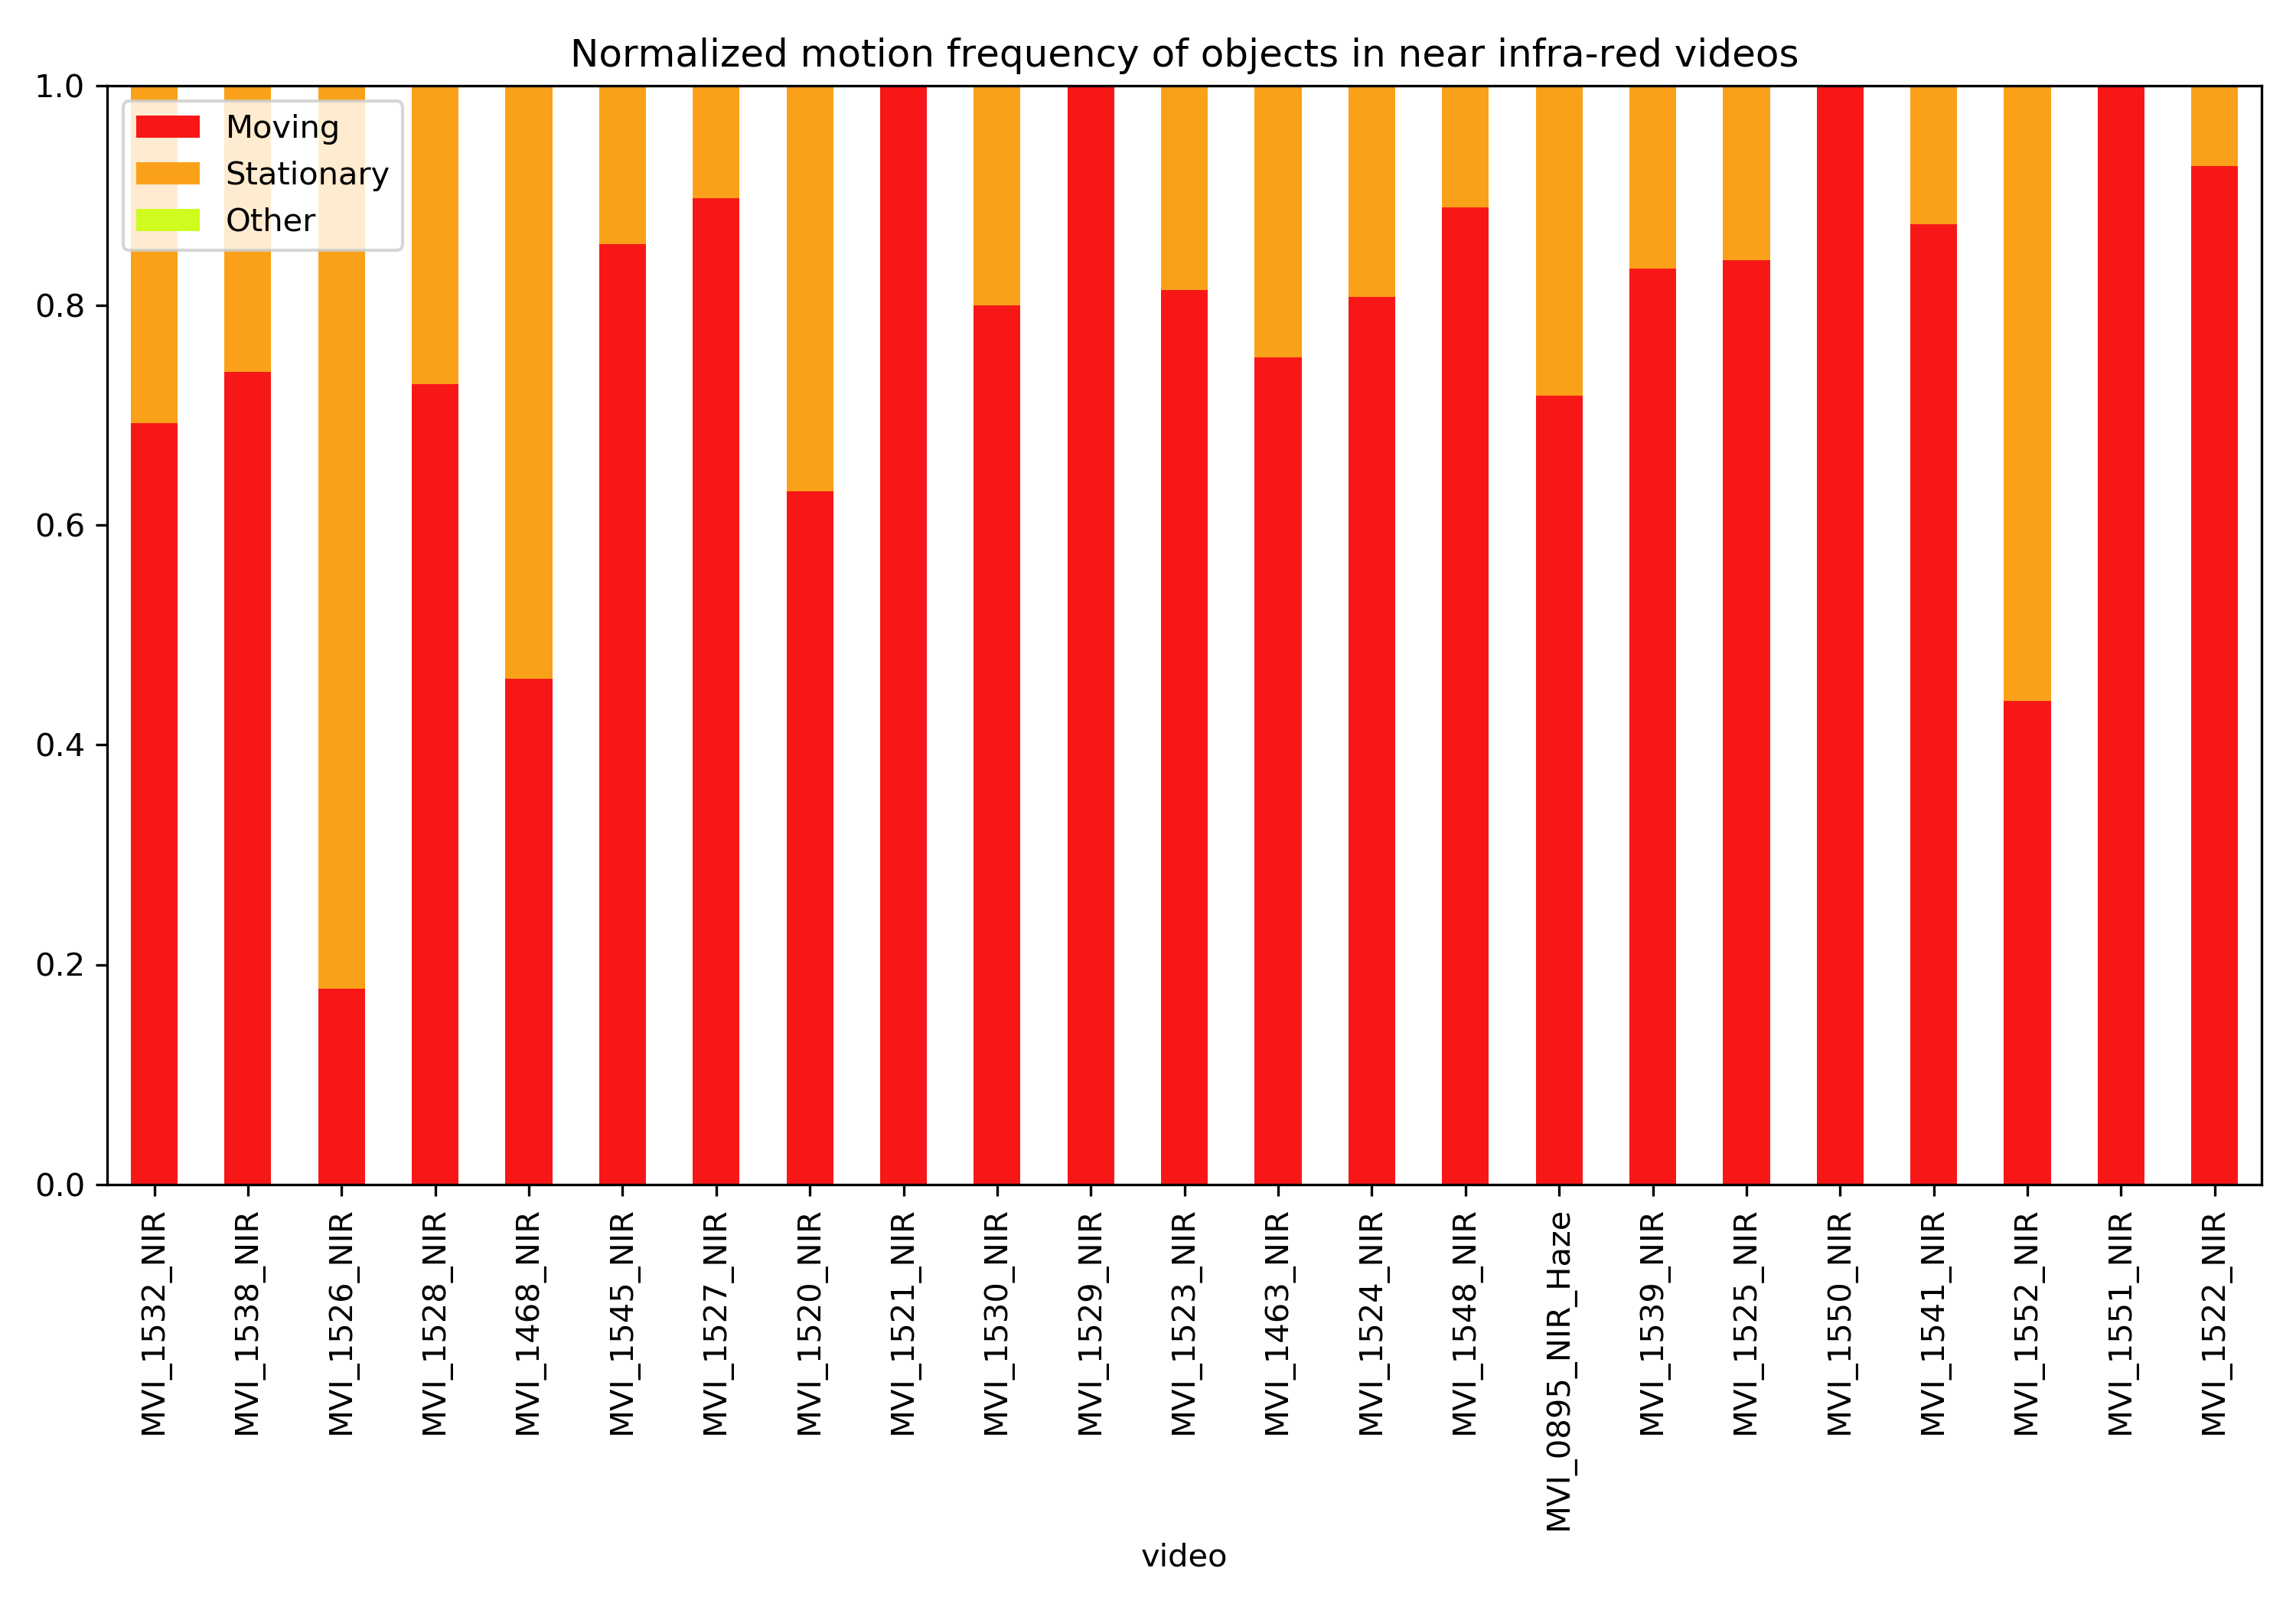 Normalized motion frequency of objects in near infra-red videos
1.0
0.8
0.6
0.4
0.2
0.0
Moving
Stationary
Other
MVI_1532_NIR
MVI_1538_NIR
MVI_1526_NIR
MVI_1528_NIR
MVI_1468_NIR
MVI_1545_NIR
MVI_1527_NIR
MVI_1520_NIR
MVI_1521_NIR
MVI_1530_NIR
MVI_1529_NIR
MVI_1523_NIR
MVI_1463_NIR
MVI_1524_NIR
MVI_1548_NIR
MVI_0895_NIR_Haze
MVI_1539_NIR
MVI_1525_NIR
MVI_1550_NIR
MVI_1541_NIR
MVI_1552_NIR
MVI_1551_NIR
MVI_1522_NIR
video